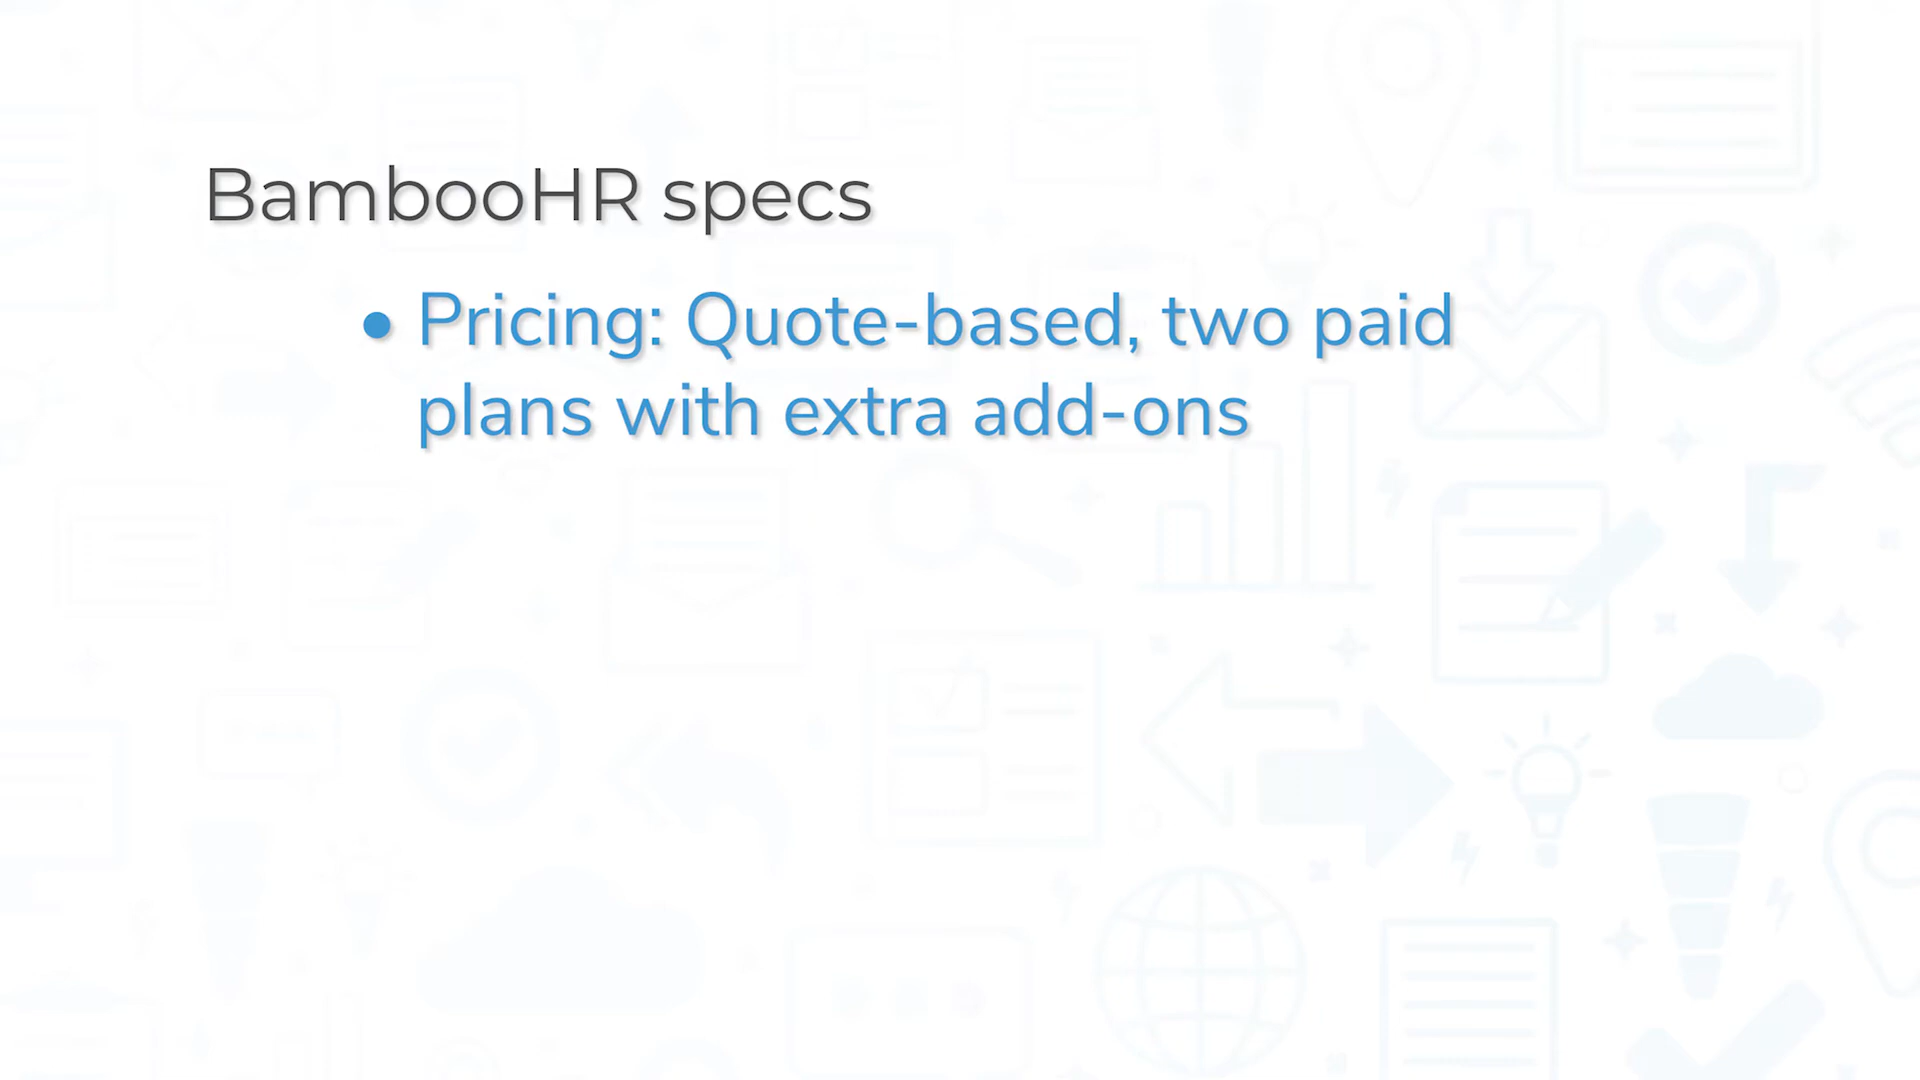 BambooHR specs
• Pricing: Quote-based, two paid
plans with extra add-ons